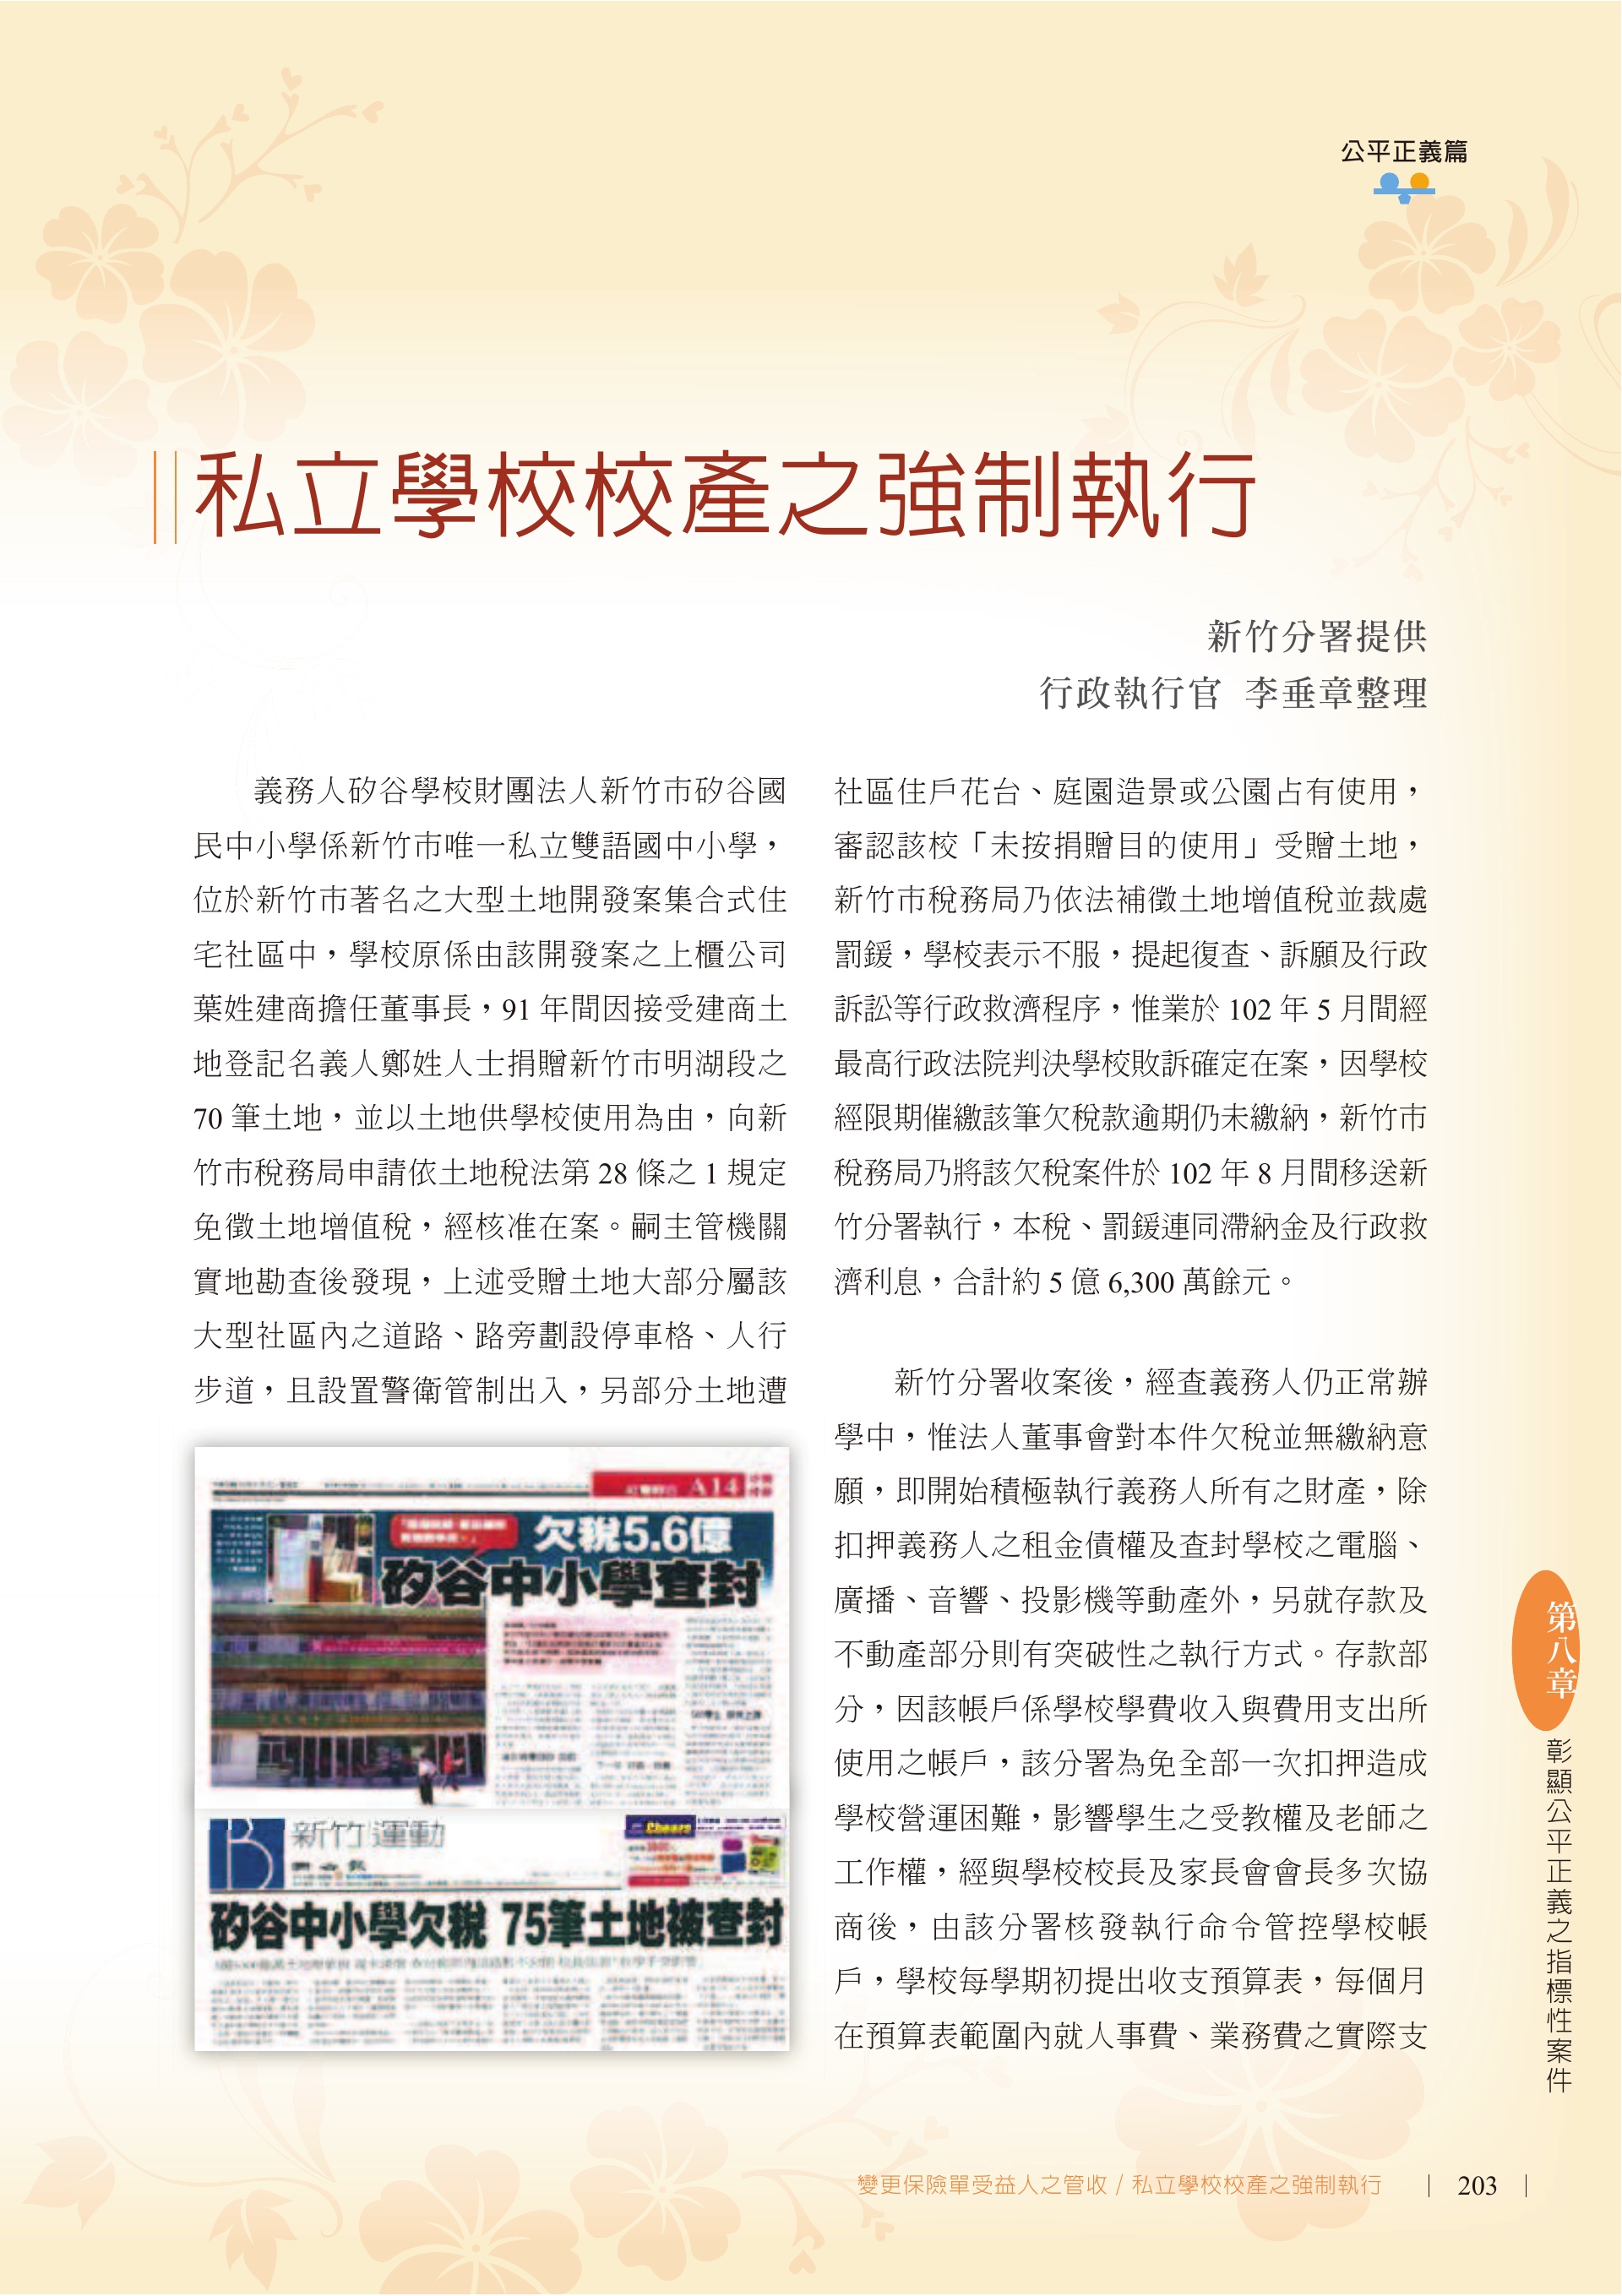 公平正義篇
私立學校校產之強制執行
新竹分署提供
行政執行官 李垂章整理
義務人矽谷學校財團法人新竹市矽谷國
民中小學係新竹市唯一私立雙語國中小學，
位於新竹市著名之大型土地開發案集合式住
宅社區中，學校原係由該開發案之上櫃公司
葉姓建商擔任董事長，91 年間因接受建商土
地登記名義人鄭姓人士捐贈新竹市明湖段之
70 筆土地，並以土地供學校使用為由，向新
竹市稅務局申請依土地稅法第 28 條之 1 規定
免徵土地增值稅，經核准在案。嗣主管機關
實地勘查後發現，上述受贈土地大部分屬該
大型社區內之道路、路旁劃設停車格、人行
步道，且設置警衛管制出入，另部分土地遭
A14
欠稅5.6億
矽谷中小學查封
新竹運動
矽谷中小學欠稅 75筆土地被查封
社區住戶花台、庭園造景或公園占有使用，
審認該校「未按捐贈目的使用」受贈土地，
新竹市稅務局乃依法補徵土地增值稅並裁處
罰鍰，學校表示不服，提起復查、訴願及行政
訴訟等行政救濟程序，惟業於 102 年 5 月間經
最高行政法院判決學校敗訴確定在案，因學校
經限期催繳該筆欠稅款逾期仍未繳納，新竹市
稅務局乃將該欠稅案件於 102 年 8 月間移送新
竹分署執行，本稅、罰鍰連同滯納金及行政救
濟利息，合計約 5 億 6,300 萬餘元。
新竹分署收案後，經查義務人仍正常辦
學中，惟法人董事會對本件欠稅並無繳納意
願，即開始積極執行義務人所有之財產，除
扣押義務人之租金債權及查封學校之電腦、
廣播、音響、投影機等動產外，另就存款及
不動產部分則有突破性之執行方式。存款部
分，因該帳戶係學校學費收入與費用支出所
使用之帳戶，該分署為免全部一次扣押造成
學校營運困難，影響學生之受教權及老師之
工作權，經與學校校長及家長會會長多次協
商後，由該分署核發執行命令管控學校帳
戶，學校每學期初提出收支預算表，每個月
在預算表範圍內就人事費、業務費之實際支
第八章
彰顯公平正義之指標性案件
變更保險單受益人之管收 / 私立學校校產之強制執行
203